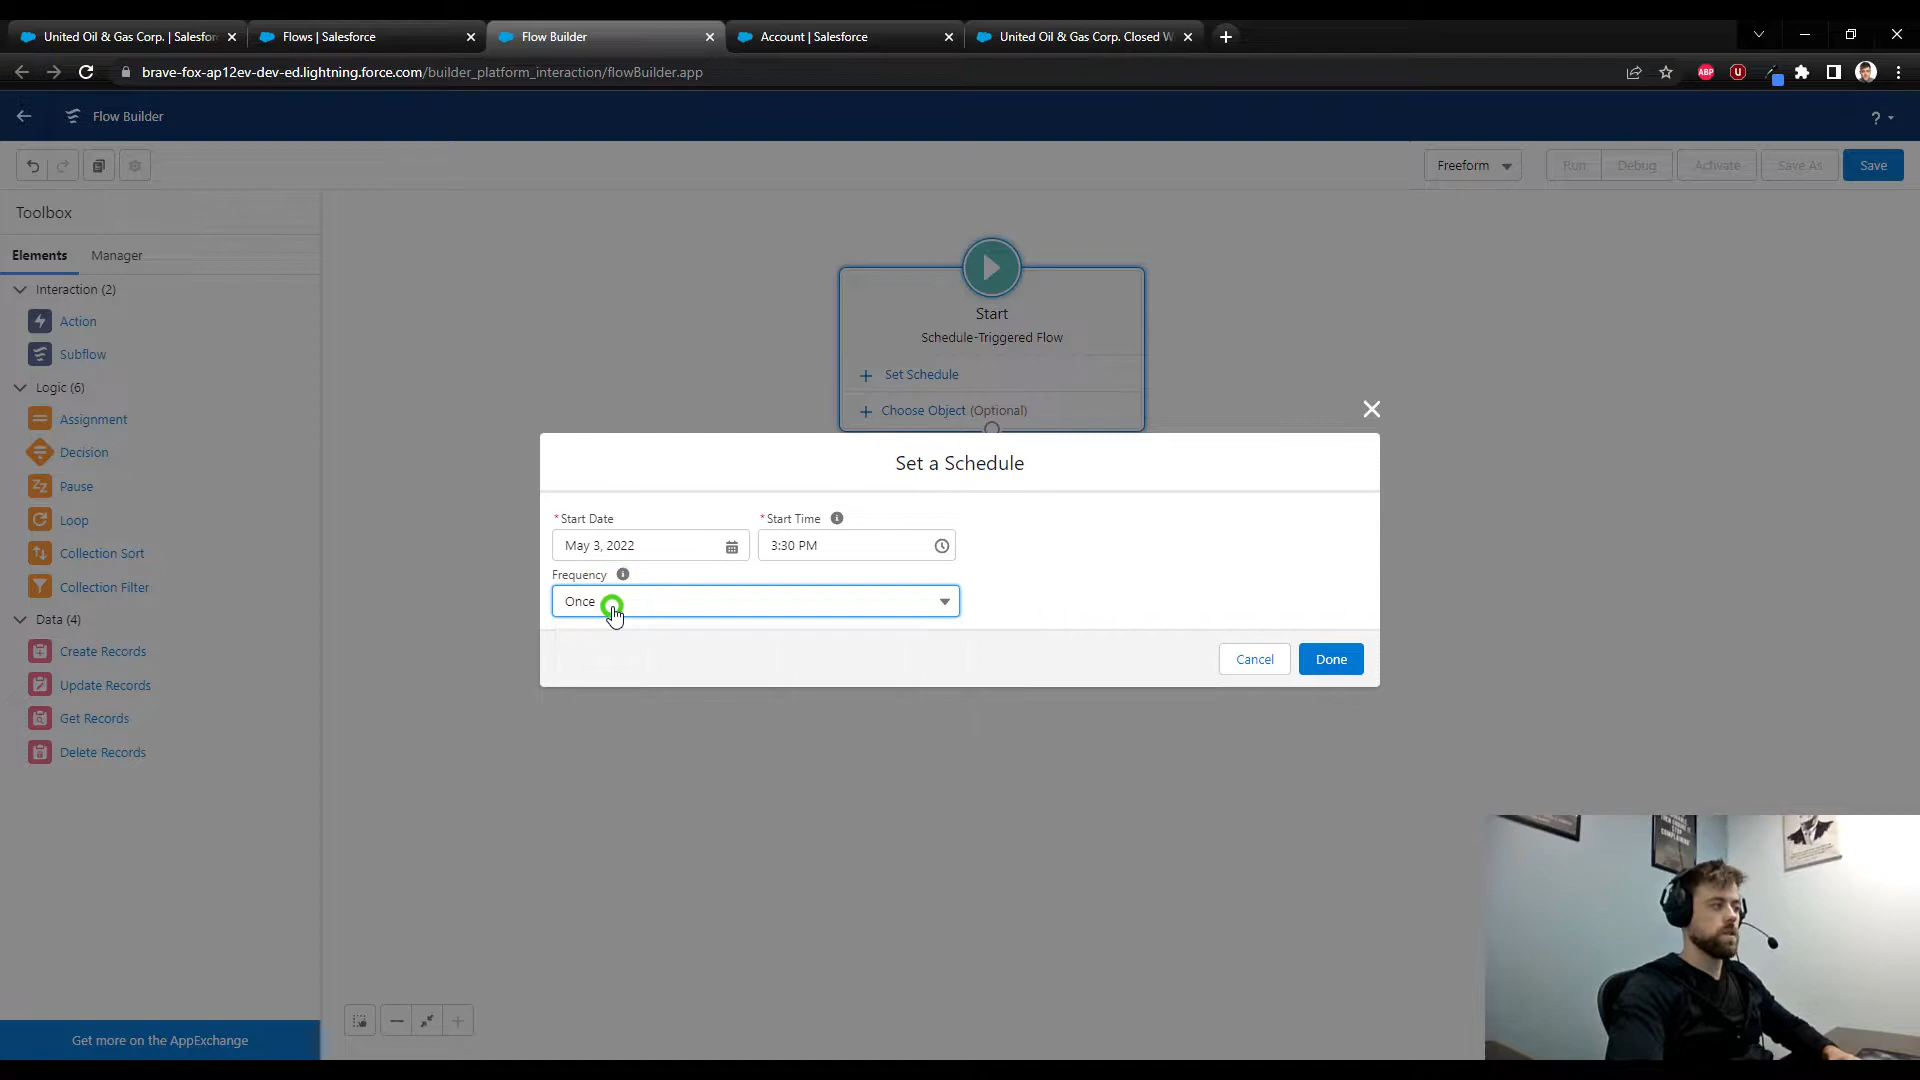 United Oil & Gas Corp. | Salesfor
Flows | Salesforce
Flow Builder
Account | Salesforce
United Oil & Gas Corp. Closed W
brave-fox-ap12ev-dev-ed.lightning.force.com/builder_platform_interaction/flowBuilder.app
ABP
Flow Builder
?
Freeform
Run
Debug
Activate
Save As
Save
Toolbox
Elements
Manager
Interaction (2)
Action
Subflow
Logic (6)
Assignment
Decision
Pause
Loop
Collection Sort
Collection Filter
Data (4)
Create Records
Update Records
Get Records
Delete Records
Get more on the AppExchange
Start
Schedule-Triggered Flow
+ Set Schedule
+ Choose Object (Optional)
Set a Schedule
* Start Date
* Start Time
May 3, 2022
3:30 PM
Frequency
Once
Cancel
Done